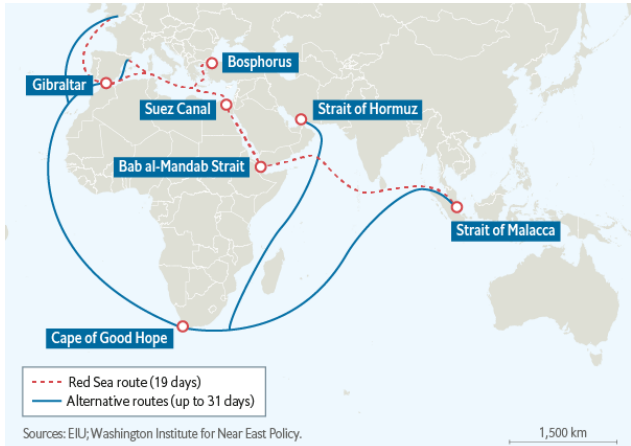 Bosphorus
Gibraltar
Suez Canal
Strait of Hormuz
Bab al-Mandab Strait
Strait of Malacca
Cape of Good Hope
Red Sea route (19 days)
Alternative routes (up to 31 days)
Sources: EIU; Washington Institute for Near East Policy.
1,500 km